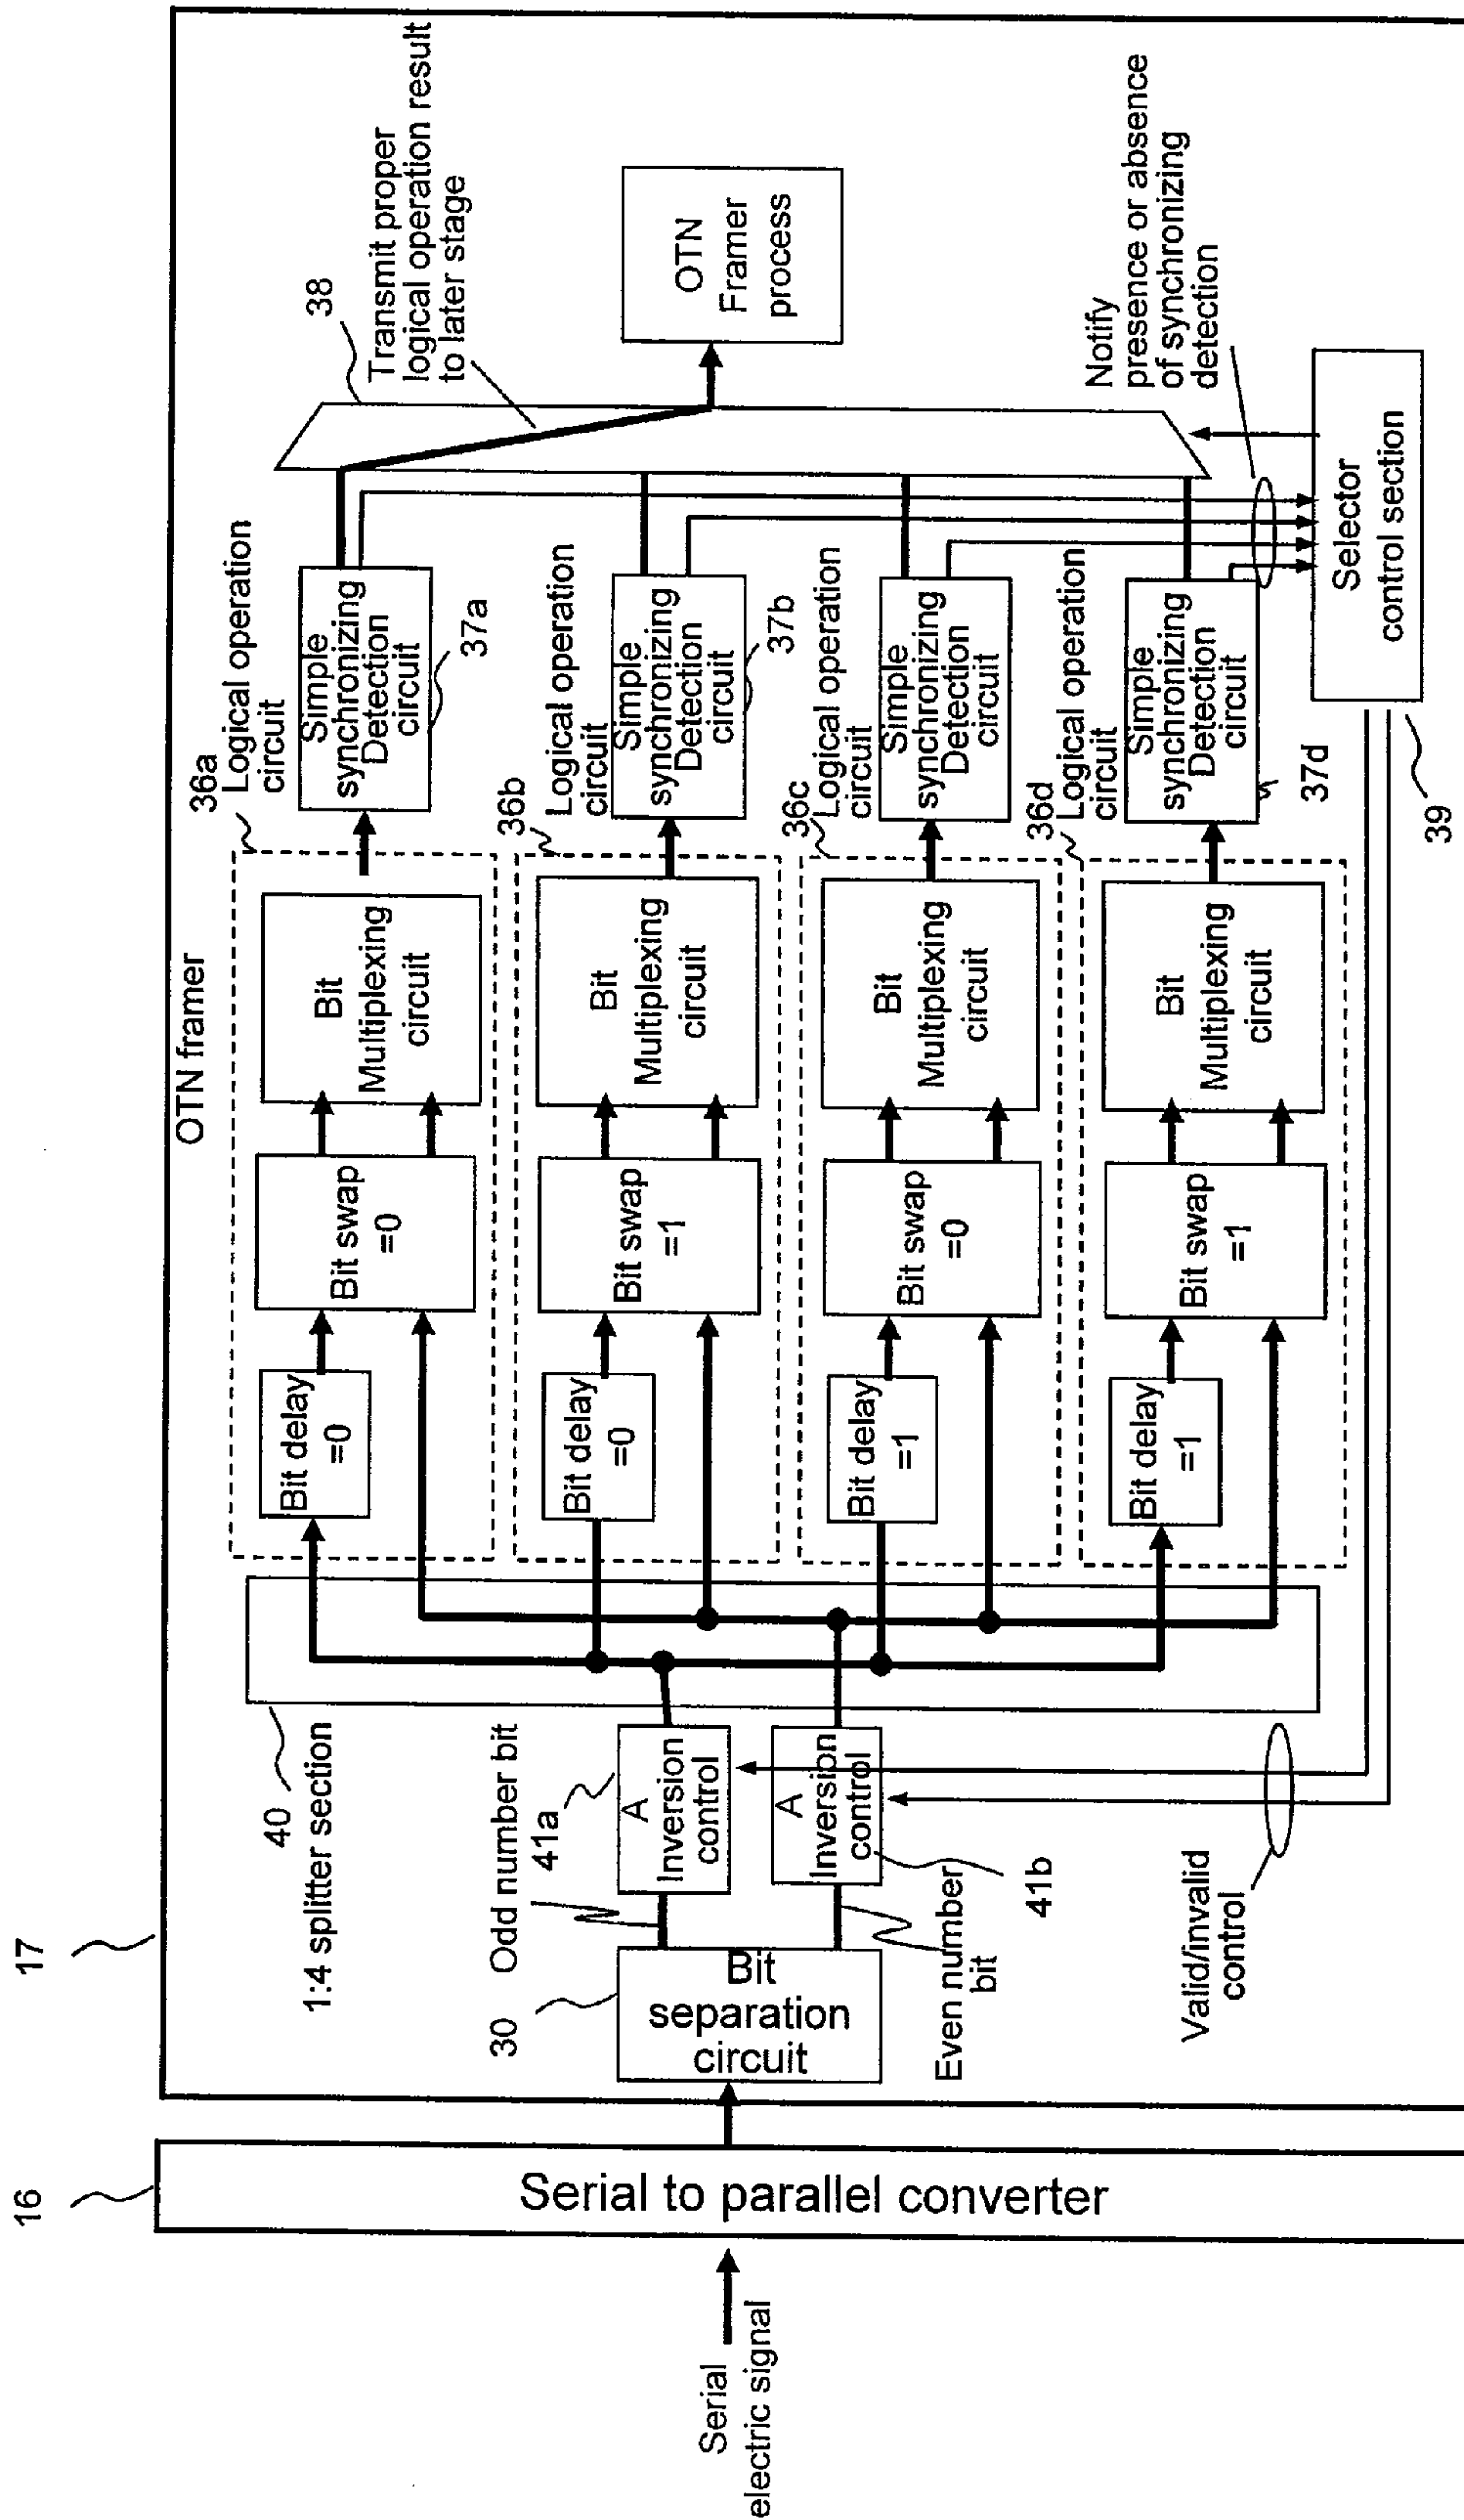 17
OTN framer
16
Serial to parallel converter
Serial
electric signal
30
Bit
separation
circuit
Odd number bit
41a
A
Inversion
control
Even number
bit
41b
A
Inversion
control
40
1:4 splitter section
Valid/invalid
control
36a
Logical operation
circuit
Bit delay
=0
Bit swap
=0
Bit
Multiplexing
circuit
Simple
synchronizing
Detection
circuit
37a
36b
Logical operation
circuit
Bit delay
=0
Bit swap
=1
Bit
Multiplexing
circuit
Simple
synchronizing
Detection
circuit
37b
36c
Logical operation
circuit
Bit delay
=1
Bit swap
=0
Bit
Multiplexing
circuit
Simple
synchronizing
Detection
circuit
36d
Logical operation
circuit
Bit delay
=1
Bit swap
=1
Bit
Multiplexing
circuit
Simple
synchronizing
Detection
circuit
37d
38
Transmit proper
logical operation result
to later stage
OTN
Framer
process
Notify
presence or absence
of synchronizing
detection
Selector
control section
39